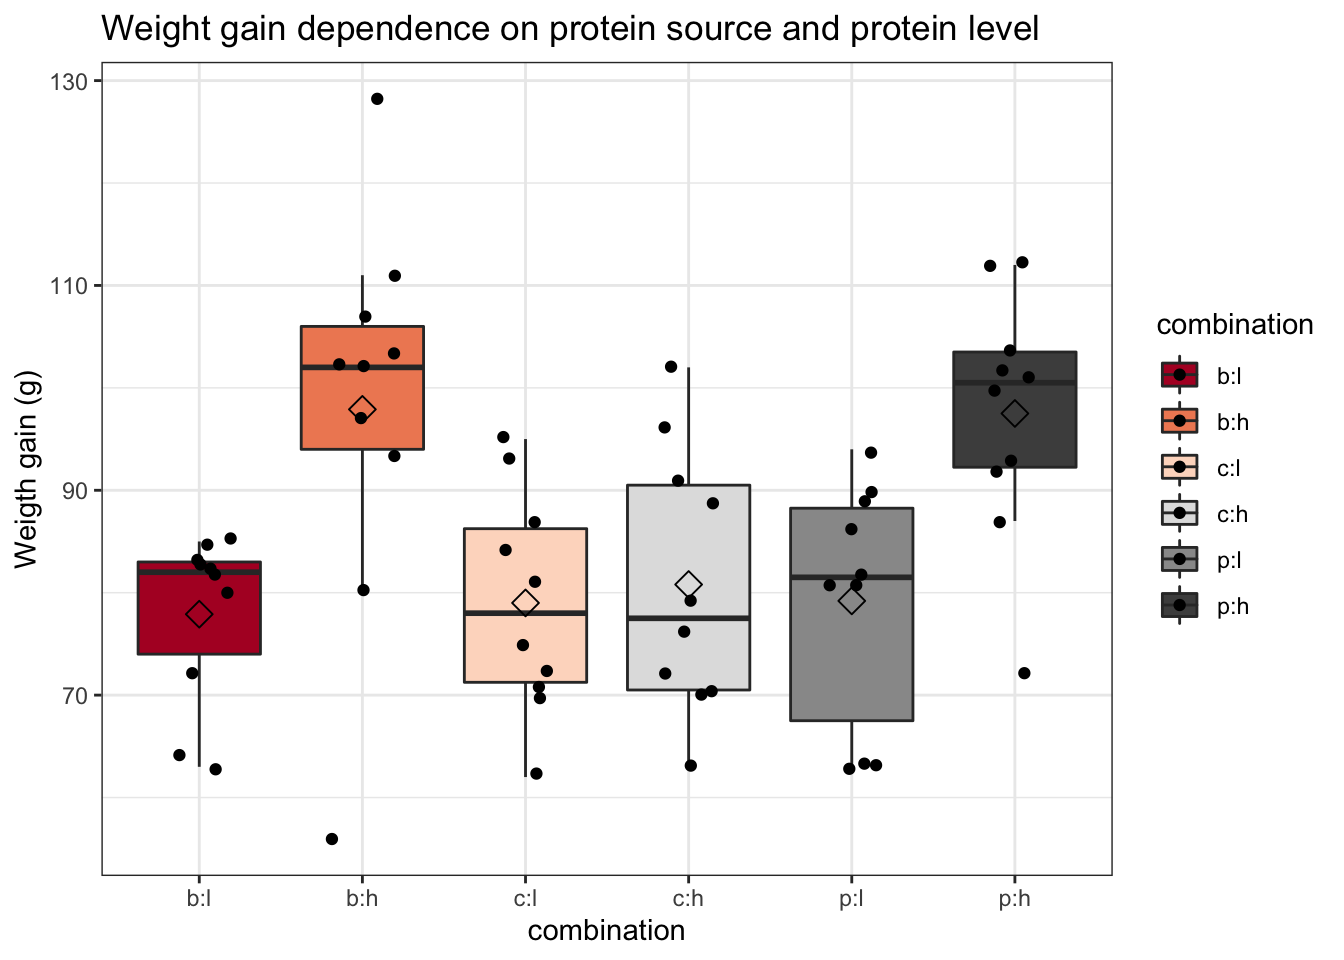 Weight gain dependence on protein source and protein level
130
110
90
70
Weigth gain (g)
b:l
b:h
c:l
c:h
p:l
p:h
combination
combination
b:l
b:h
c:l
c:h
p:l
p:h